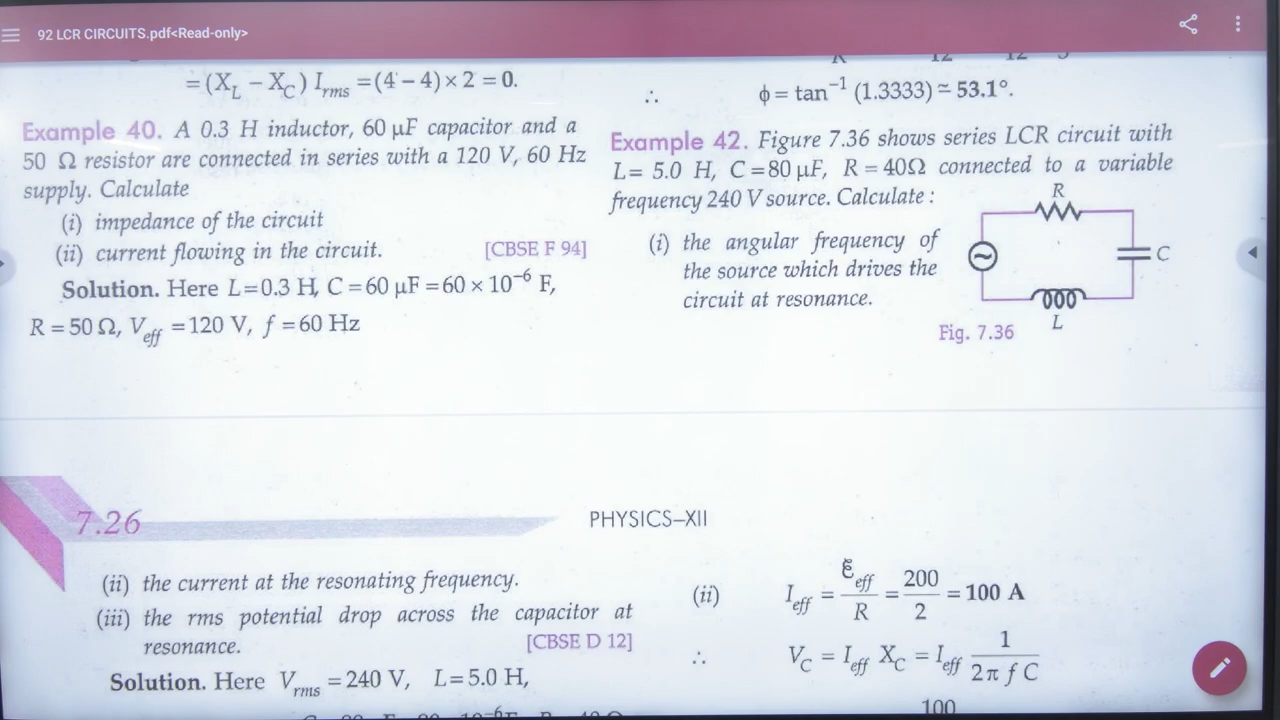 92 LCR CIRCUITS.pdf<Read-only>
= (X_L − X_C) I_rms = (4 − 4) × 2 = 0.
Example 40. A 0.3 H inductor, 60 μF capacitor and a
50 Ω resistor are connected in series with a 120 V, 60 Hz
supply. Calculate
(i) impedance of the circuit
(ii) current flowing in the circuit. [CBSE F 94]
Solution. Here L = 0.3 H, C = 60 μF = 60 × 10⁻⁶ F,
R = 50 Ω, V_eff = 120 V, f = 60 Hz
∴ ϕ = tan⁻¹ (1.3333) ≃ 53.1°.
Example 42. Figure 7.36 shows series LCR circuit with
L = 5.0 H, C = 80 μF, R = 40Ω connected to a variable
frequency 240 V source. Calculate :
(i) the angular frequency of
the source which drives the
circuit at resonance.
R
C
L
Fig. 7.36
7.26
PHYSICS–XII
(ii) the current at the resonating frequency.
(iii) the rms potential drop across the capacitor at
resonance. [CBSE D 12]
Solution. Here V_rms = 240 V, L = 5.0 H,
(ii) I_eff = ℰ_eff / R = 200 / 2 = 100 A
∴ V_C = I_eff X_C = I_eff 1 / 2π f C
100